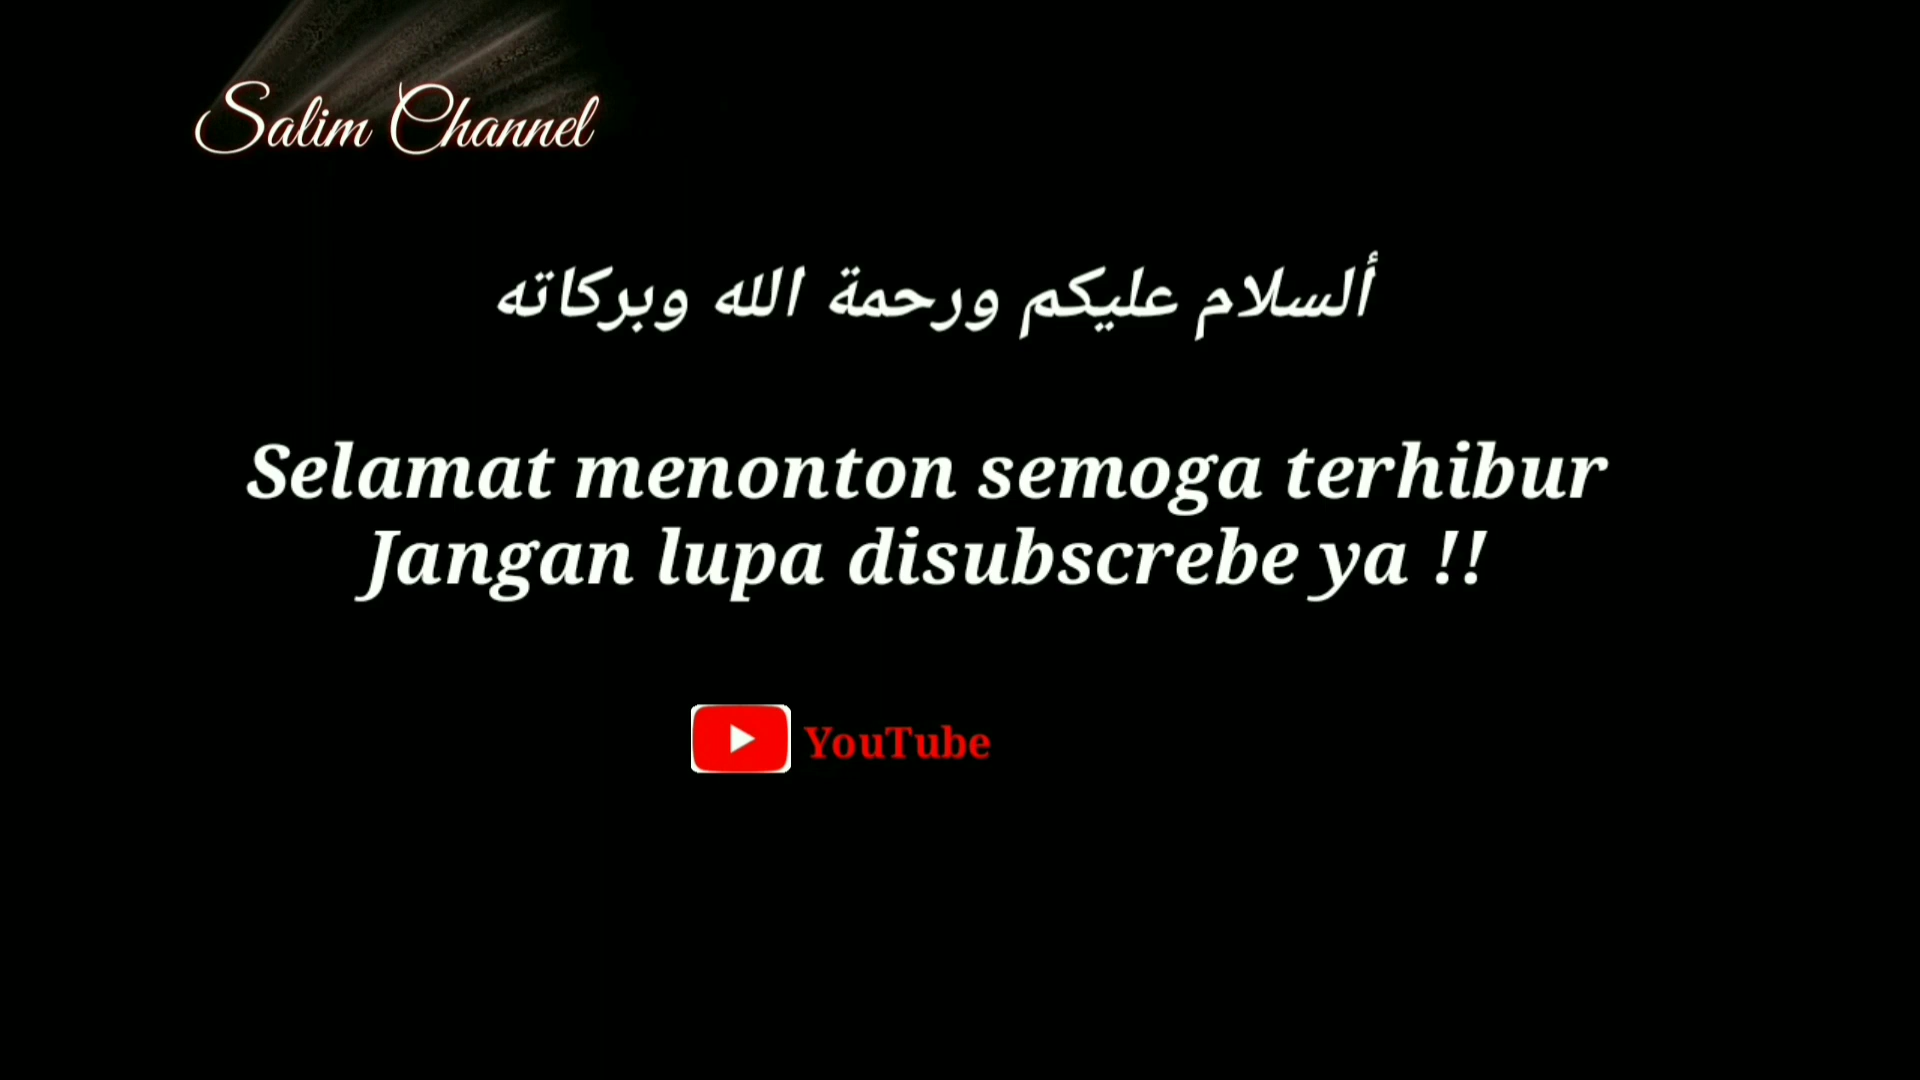 Salim Channel
ألسلام عليكم ورحمة الله وبركاته
Selamat menonton semoga terhibur
Jangan lupa disubscrebe ya !!
YouTube